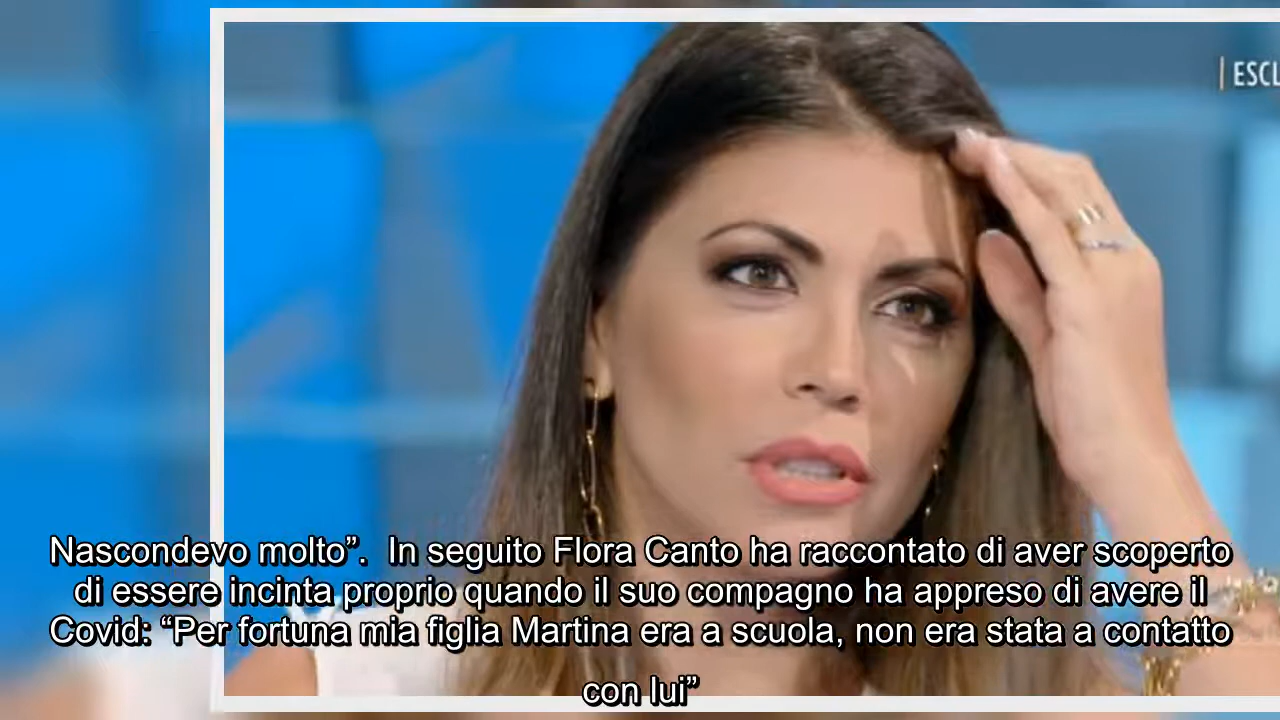 | ESCL
Nascondevo molto”.  In seguito Flora Canto ha raccontato di aver scoperto
di essere incinta proprio quando il suo compagno ha appreso di avere il
Covid: “Per fortuna mia figlia Martina era a scuola, non era stata a contatto
con lui”